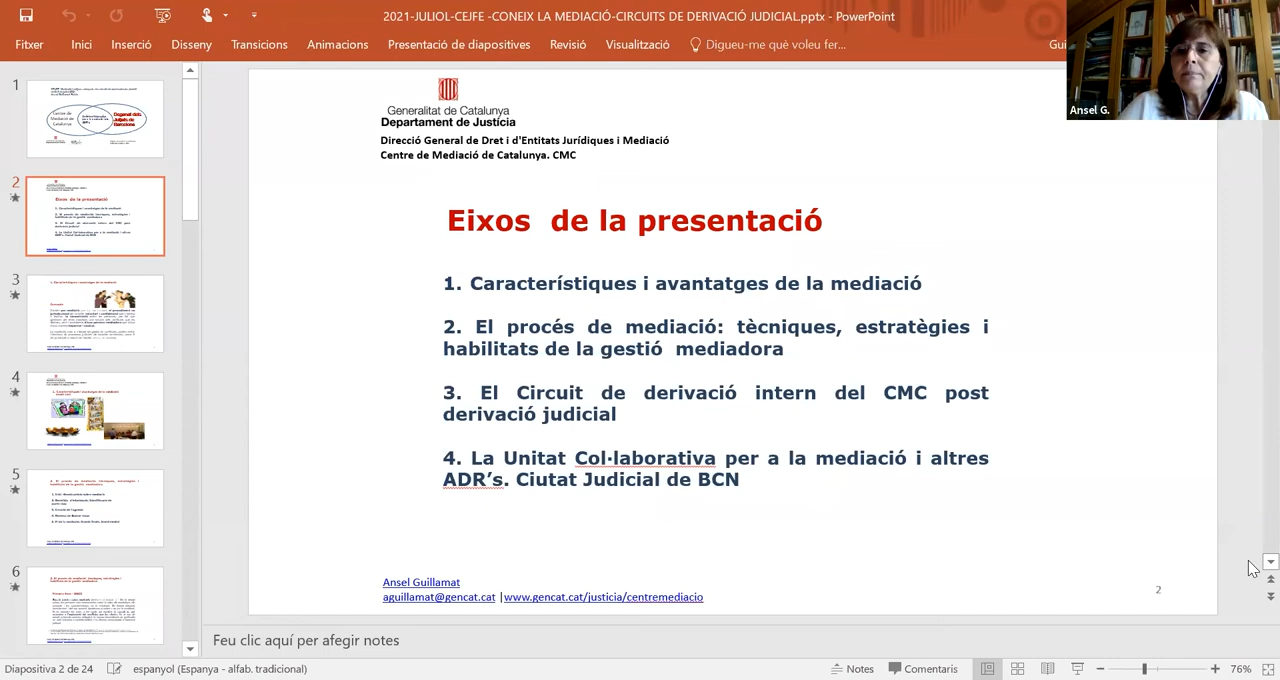 2021-JULIOL-CEJFE -CONEIX LA MEDIACIÓ-CIRCUITS DE DERIVACIÓ JUDICIAL.pptx - PowerPoint
Fitxer Inici Inserció Disseny Transicions Animacions Presentació de diapositives Revisió Visualització Digueu-me què voleu fer... Gui
Ansel G.
1
2
3
4
5
6
Eixos de la presentació
Generalitat de Catalunya
Departament de Justícia
Direcció General de Dret i d'Entitats Jurídiques i Mediació
Centre de Mediació de Catalunya. CMC
Eixos de la presentació
1. Característiques i avantatges de la mediació
2. El procés de mediació: tècniques, estratègies i
habilitats de la gestió mediadora
3. El Circuit de derivació intern del CMC post
derivació judicial
4. La Unitat Col·laborativa per a la mediació i altres
ADR's. Ciutat Judicial de BCN
Ansel Guillamat
aguillamat@gencat.cat |www.gencat.cat/justicia/centremediacio
2
Feu clic aquí per afegir notes
Diapositiva 2 de 24 espanyol (Espanya - alfab. tradicional) Notes Comentaris 76%